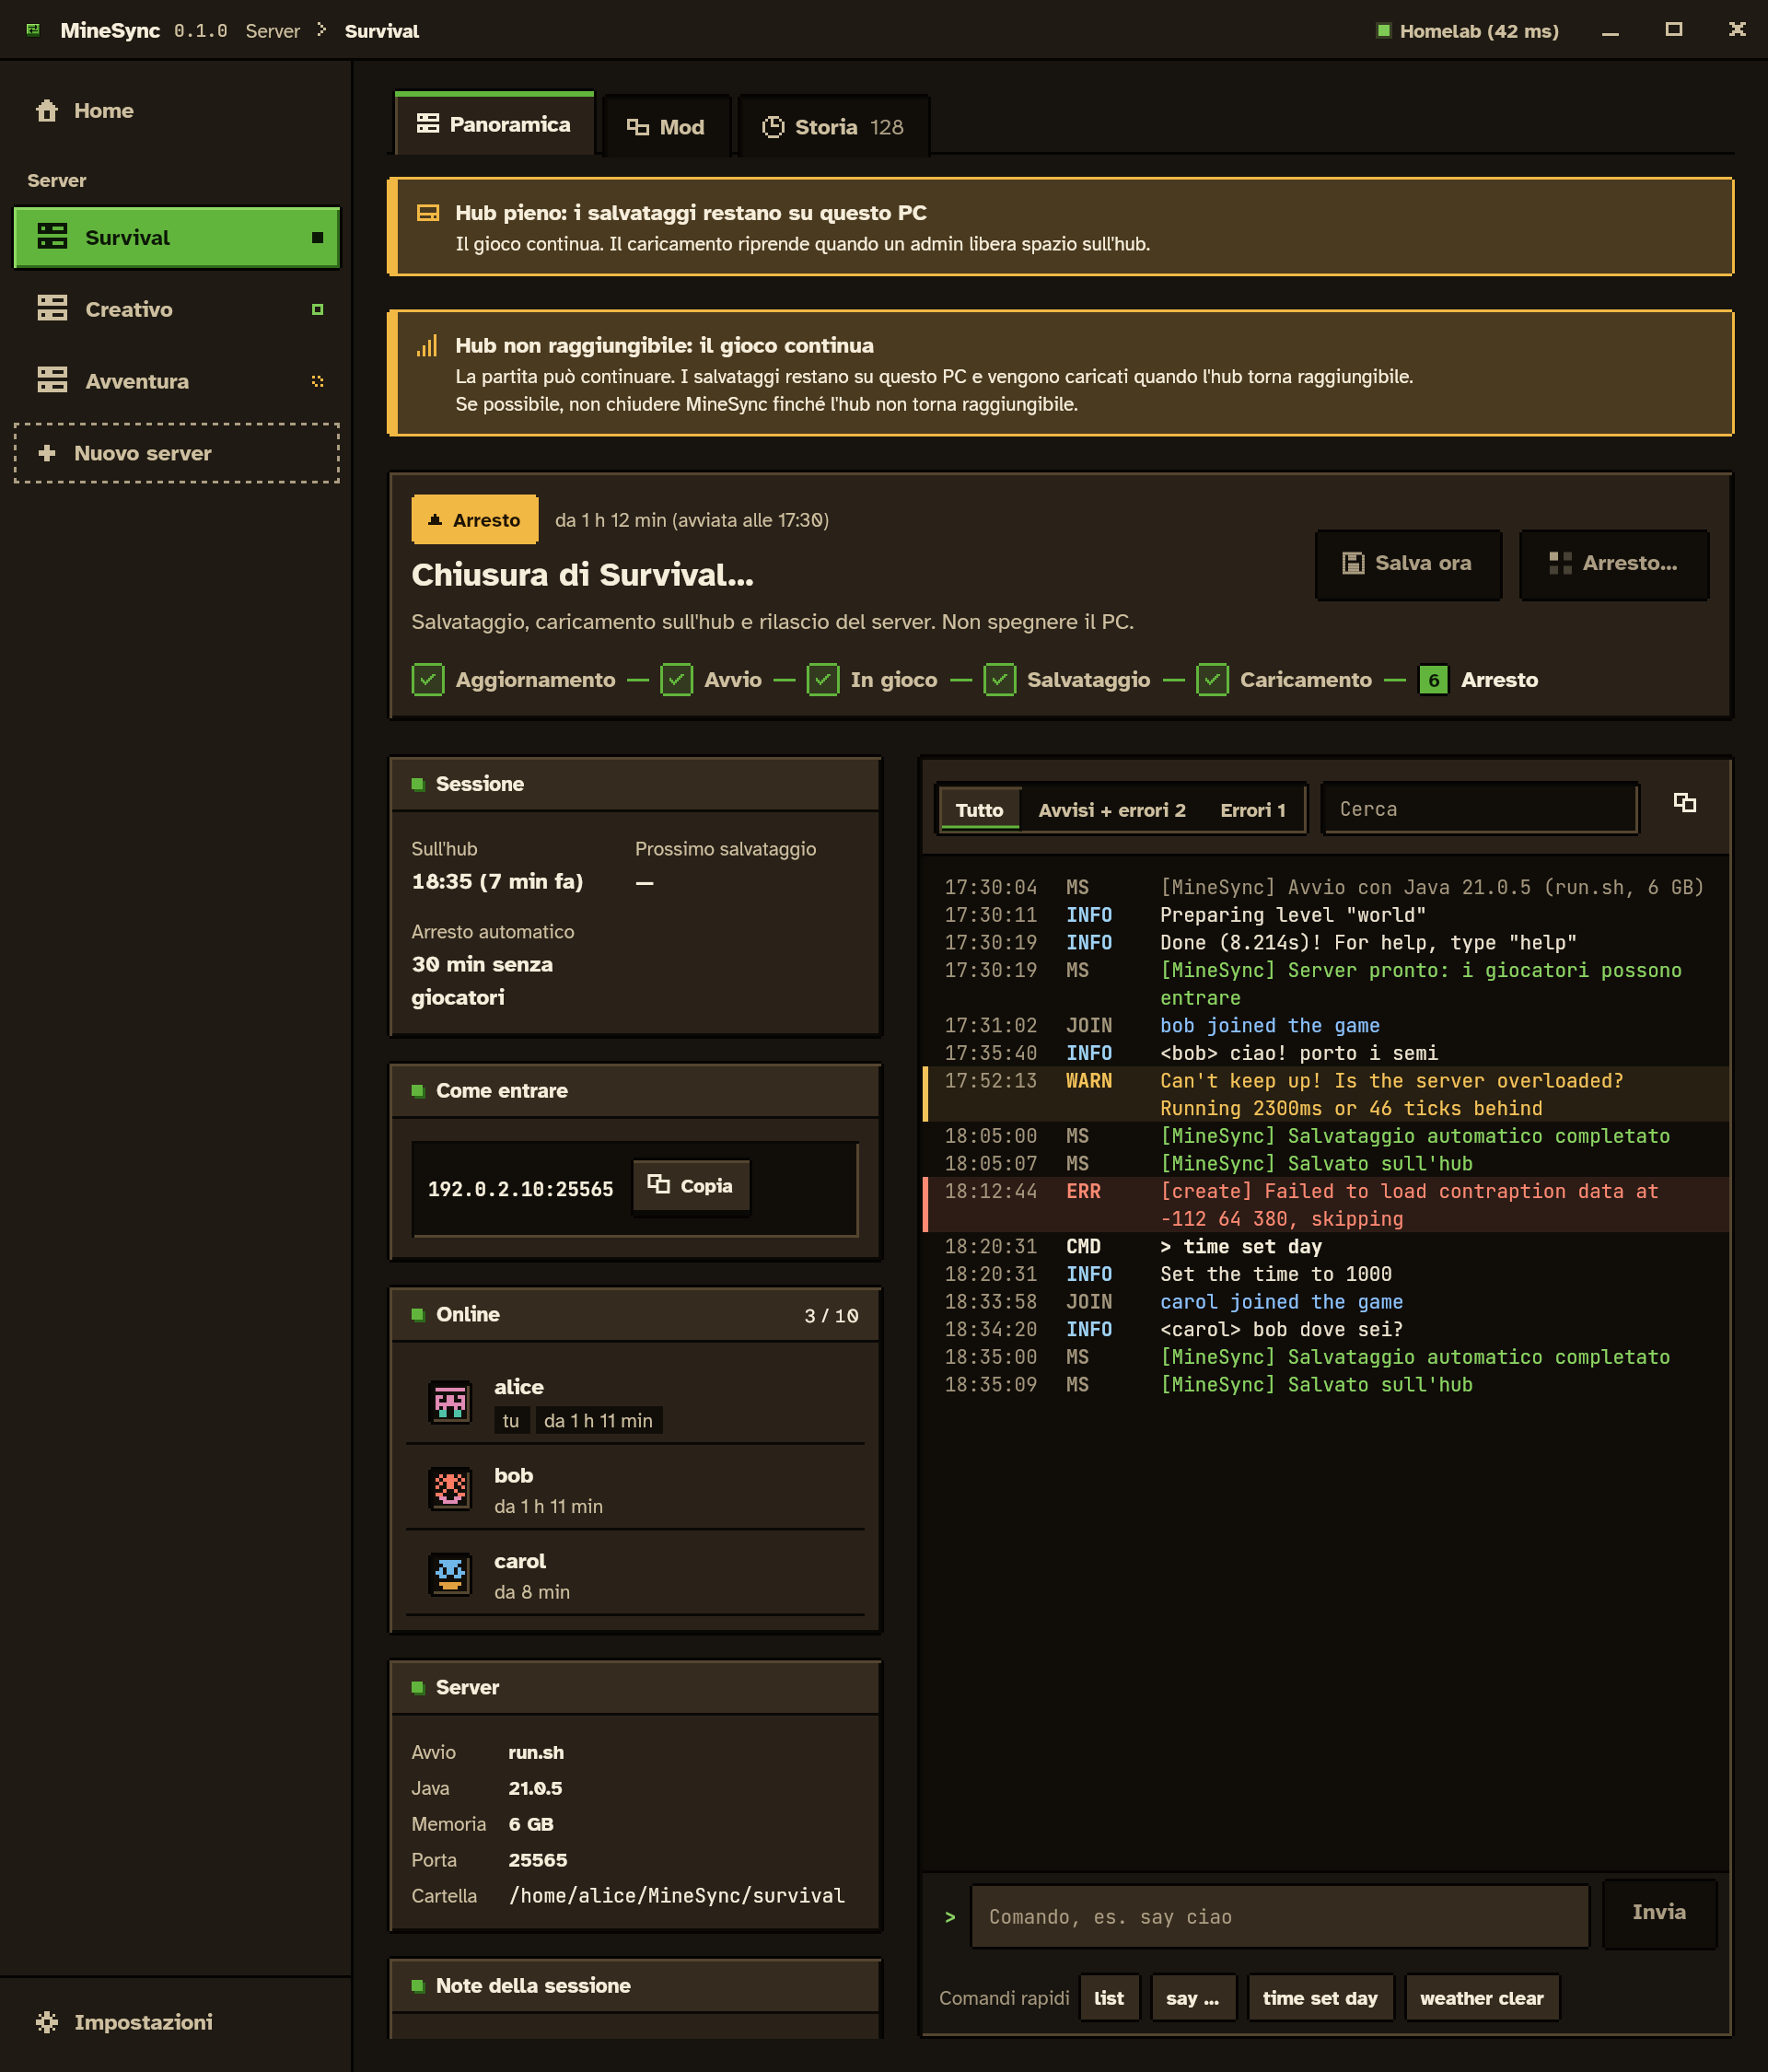 MineSync 0.1.0 Server Survival
Homelab (42 ms)
Home
Server
Survival
Creativo
Avventura
Nuovo server
Impostazioni
Panoramica
Mod
Storia 128
Hub pieno: i salvataggi restano su questo PC
Il gioco continua. Il caricamento riprende quando un admin libera spazio sull'hub.
Hub non raggiungibile: il gioco continua
La partita può continuare. I salvataggi restano su questo PC e vengono caricati quando l'hub torna raggiungibile.
Se possibile, non chiudere MineSync finché l'hub non torna raggiungibile.
Arresto da 1 h 12 min (avviata alle 17:30)
Chiusura di Survival...
Salvataggio, caricamento sull'hub e rilascio del server. Non spegnere il PC.
Salva ora
Arresto...
Aggiornamento
Avvio
In gioco
Salvataggio
Caricamento
6 Arresto
Sessione
Sull'hub
18:35 (7 min fa)
Prossimo salvataggio
—
Arresto automatico
30 min senza
giocatori
Come entrare
192.0.2.10:25565
Copia
Online 3 / 10
alice
tu da 1 h 11 min
bob
da 1 h 11 min
carol
da 8 min
Server
Avvio run.sh
Java 21.0.5
Memoria 6 GB
Porta 25565
Cartella /home/alice/MineSync/survival
Note della sessione
Tutto
Avvisi + errori 2
Errori 1
Cerca
17:30:04 MS [MineSync] Avvio con Java 21.0.5 (run.sh, 6 GB)
17:30:11 INFO Preparing level "world"
17:30:19 INFO Done (8.214s)! For help, type "help"
17:30:19 MS [MineSync] Server pronto: i giocatori possono
entrare
17:31:02 JOIN bob joined the game
17:35:40 INFO <bob> ciao! porto i semi
17:52:13 WARN Can't keep up! Is the server overloaded?
Running 2300ms or 46 ticks behind
18:05:00 MS [MineSync] Salvataggio automatico completato
18:05:07 MS [MineSync] Salvato sull'hub
18:12:44 ERR [create] Failed to load contraption data at
-112 64 380, skipping
18:20:31 CMD > time set day
18:20:31 INFO Set the time to 1000
18:33:58 JOIN carol joined the game
18:34:20 INFO <carol> bob dove sei?
18:35:00 MS [MineSync] Salvataggio automatico completato
18:35:09 MS [MineSync] Salvato sull'hub
> Comando, es. say ciao
Invia
Comandi rapidi
list
say ...
time set day
weather clear